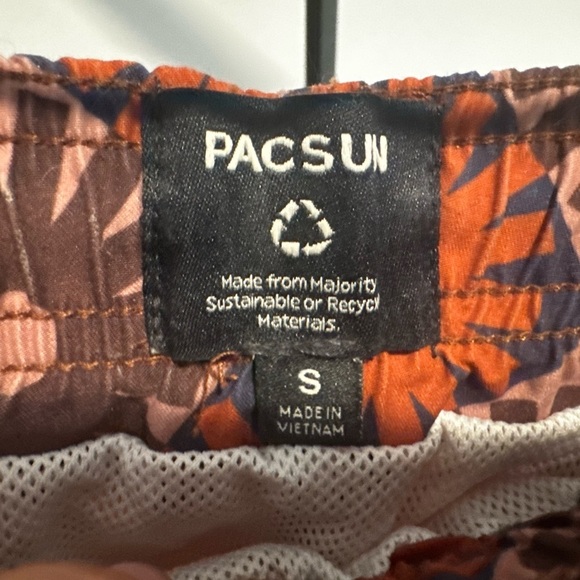 PACSUN
Made from Majority
Sustainable or Recycl
Materials.
S
MADE IN
VIETNAM